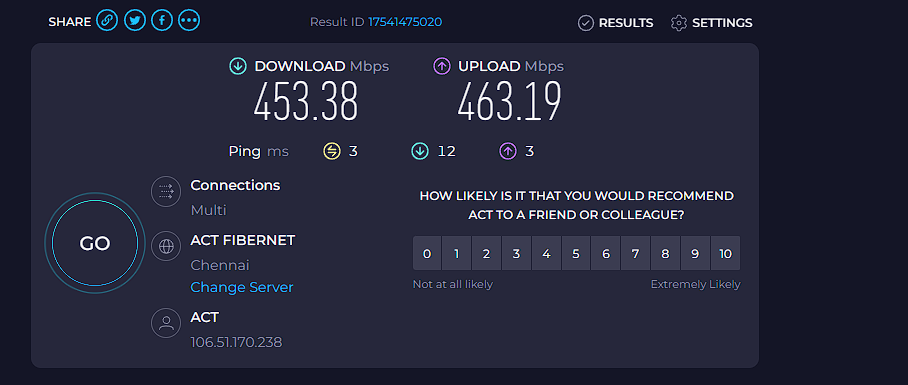 SHARE Result ID 17541475020 RESULTS SETTINGS
DOWNLOAD Mbps UPLOAD Mbps
453.38 463.19
Ping ms 3 12 3
Connections
Multi
ACT FIBERNET
Chennai
Change Server
ACT
106.51.170.238
GO
HOW LIKELY IS IT THAT YOU WOULD RECOMMEND
ACT TO A FRIEND OR COLLEAGUE?
0 1 2 3 4 5 6 7 8 9 10
Not at all likely Extremely Likely